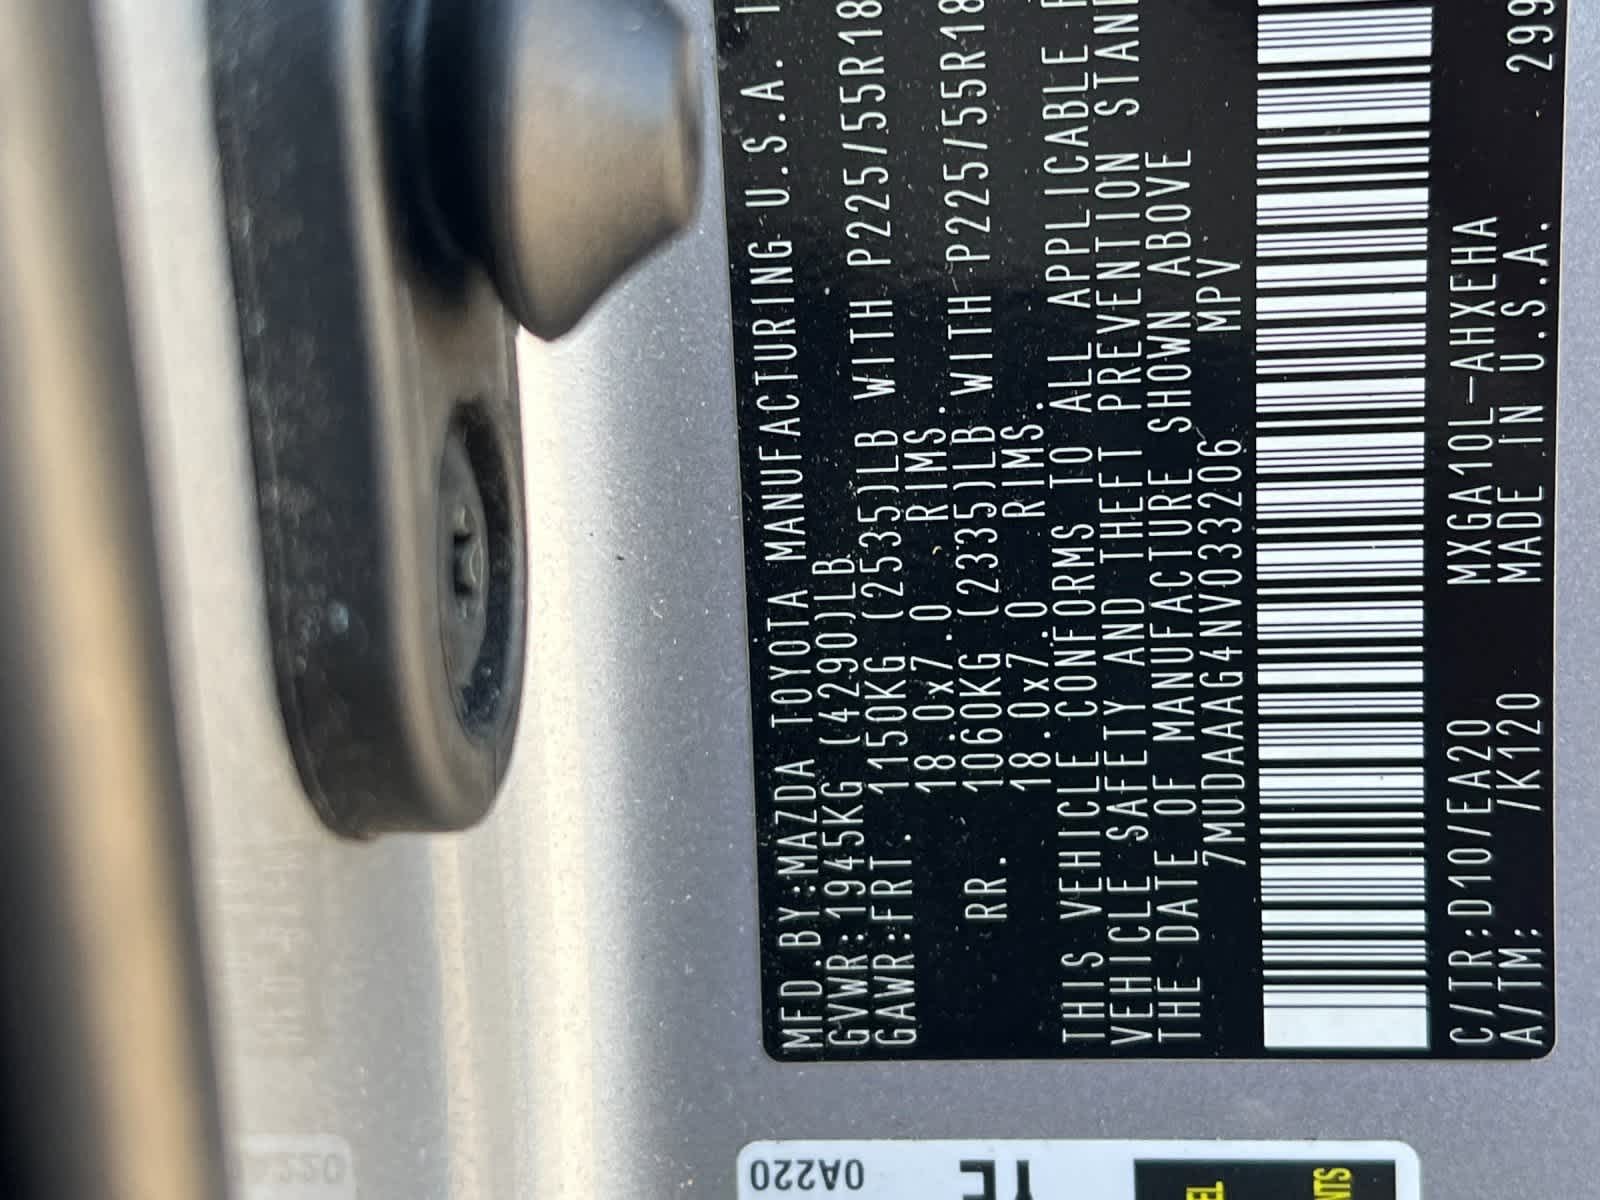 MFD.BY:MAZDA TOYOTA MANUFACTURING U.S.A.
GVWR:1945KG (4290)LB
GAWR:FRT. 1150KG (2535)LB WITH P225/55R18
18.0x7.0 RIMS.
RR. 1060KG (2335)LB WITH P225/55R18
18.0x7.0 RIMS.
THIS VEHICLE CONFORMS TO ALL APPLICABLE
VEHICLE SAFETY AND THEFT PREVENTION STAN
THE DATE OF MANUFACTURE SHOWN ABOVE
7MUDAAAG4NV033206 MPV
C/TR:D10/EA20 MXGA10L-AHXEHA
A/TM: /K120 MADE IN U.S.A. 299
0A220